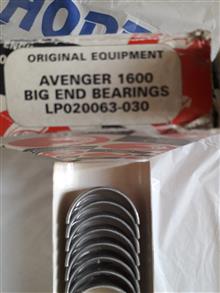 ORIGINAL EQUIPMENT
AVENGER 1600
BIG END BEARINGS
LP020063-030